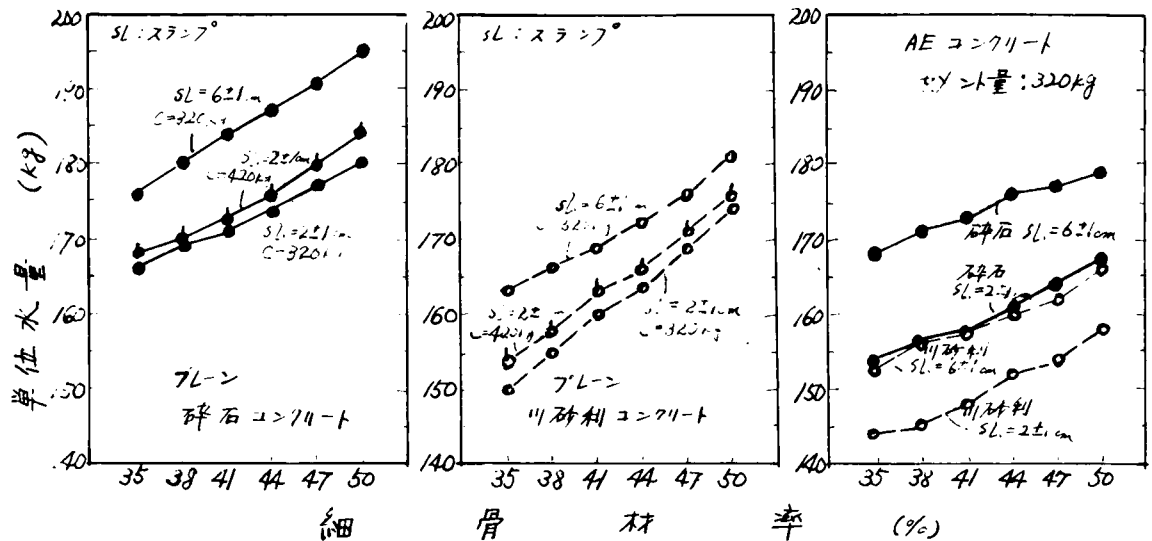 単位水量 (kg)
200
190
180
170
160
150
140
SL:スランプ
SL=6±1cm
C=320kg
SL=2±1cm
C=420kg
SL=2±1cm
C=320kg
プレーン
砕石コンクリート
35 38 41 44 47 50
200
190
180
170
160
150
140
SL:スランプ
SL=6±1cm
C=320kg
SL=2±1cm
C=420kg
SL=2±1cm
C=320kg
プレーン
川砂利コンクリート
35 38 41 44 47 50
200
190
180
170
160
150
140
AEコンクリート
セメント量:320kg
砕石 SL=6±1cm
砕石
SL=2±1cm
川砂利
SL=6±1cm
川砂利
SL=2±1cm
35 38 41 44 47 50
細骨材率 (%)